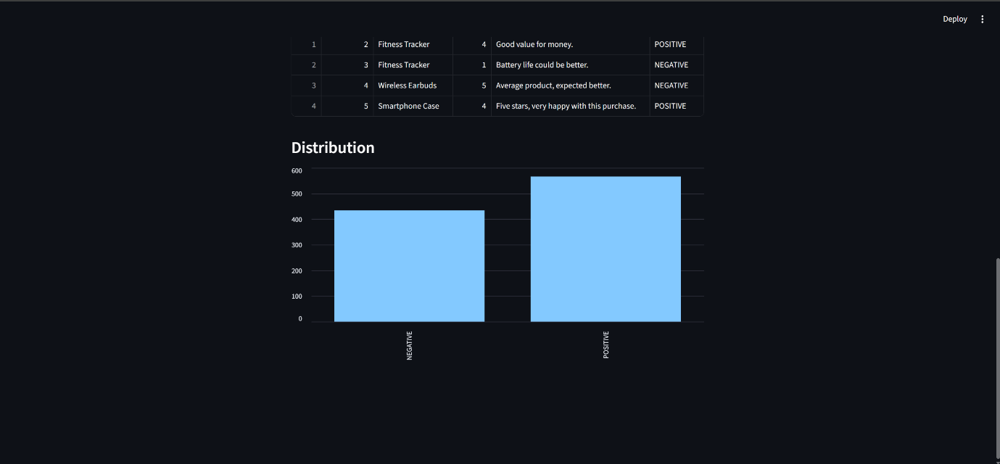 Deploy
1 2 Fitness Tracker 4 Good value for money. POSITIVE
2 3 Fitness Tracker 1 Battery life could be better. NEGATIVE
3 4 Wireless Earbuds 5 Average product, expected better. NEGATIVE
4 5 Smartphone Case 4 Five stars, very happy with this purchase. POSITIVE
Distribution
600
500
400
300
200
100
0
NEGATIVE POSITIVE